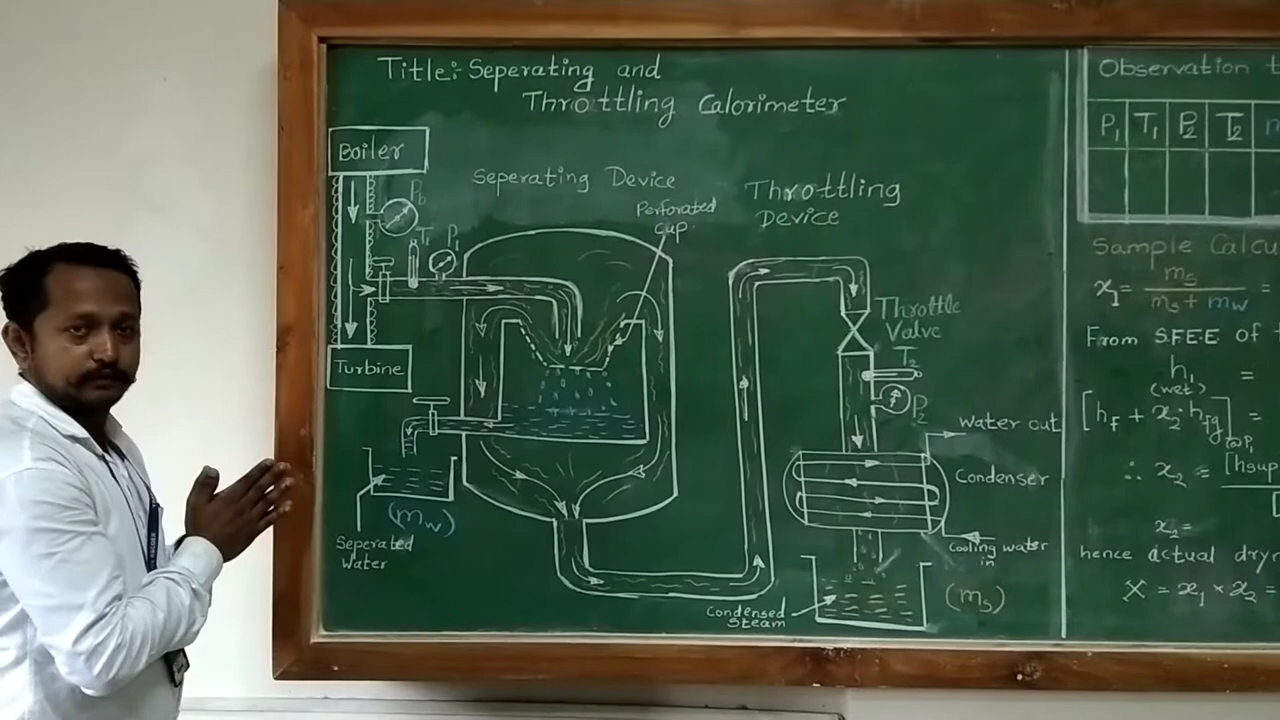 Title:- Seperating and
Throttling Calorimeter
Boiler
Pb
T1
P1
Turbine
Seperating Device
Perforated
cup
Throttling
Device
Throttle
Valve
T2
P2
Water out
Condenser
Cooling water
in
(mw)
Seperated
Water
Condensed
Steam
(ms)
Observation t
P1 T1 P2 T2 m
Sample Calcu
x1 = ms / ms + mw =
From S.F.E.E of T
h1 =
(wet)
[hf + x2.hfg]@P1 =
∴ x2 = [hsup
x2 =
hence actual dryn
X = x1 × x2 =